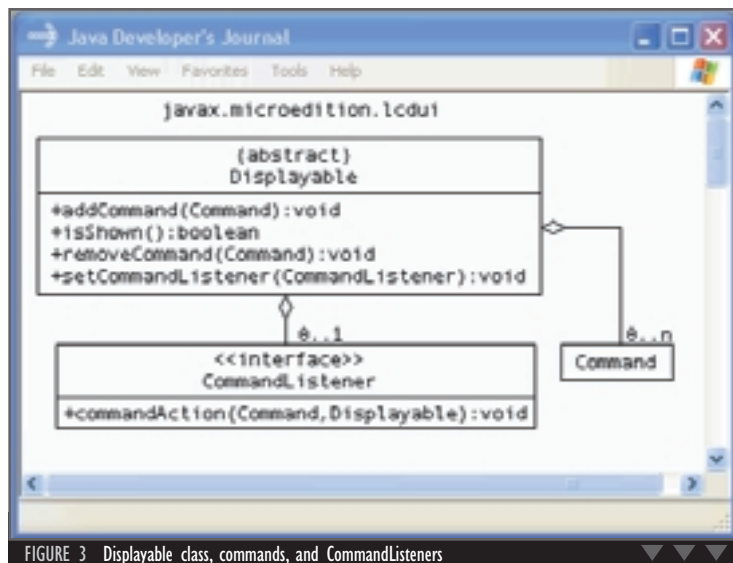 Java Developer's Journal
File Edit View Favorites Tools Help
javax.microedition.lcdui
{abstract}
Displayable
+addCommand(Command):void
+isShown():boolean
+removeCommand(Command):void
+setCommandListener(CommandListener):void
0..1
0..n
<<interface>>
CommandListener
Command
+commandAction(Command,Displayable):void
FIGURE 3 Displayable class, commands, and CommandListeners